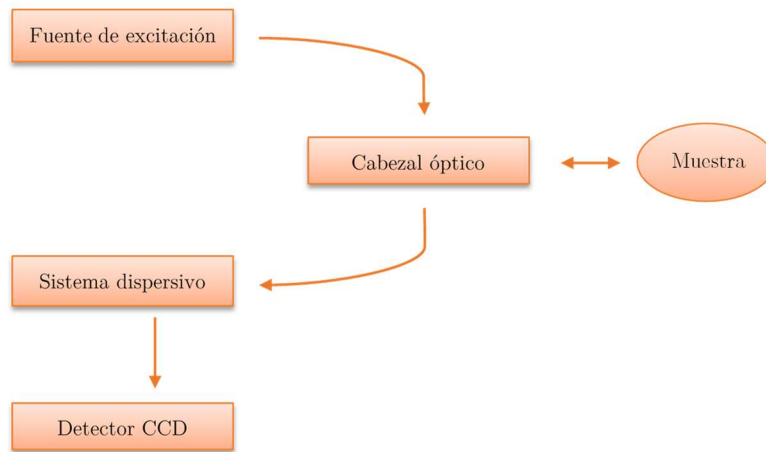 Fuente de excitación
Cabezal óptico
Muestra
Sistema dispersivo
Detector CCD